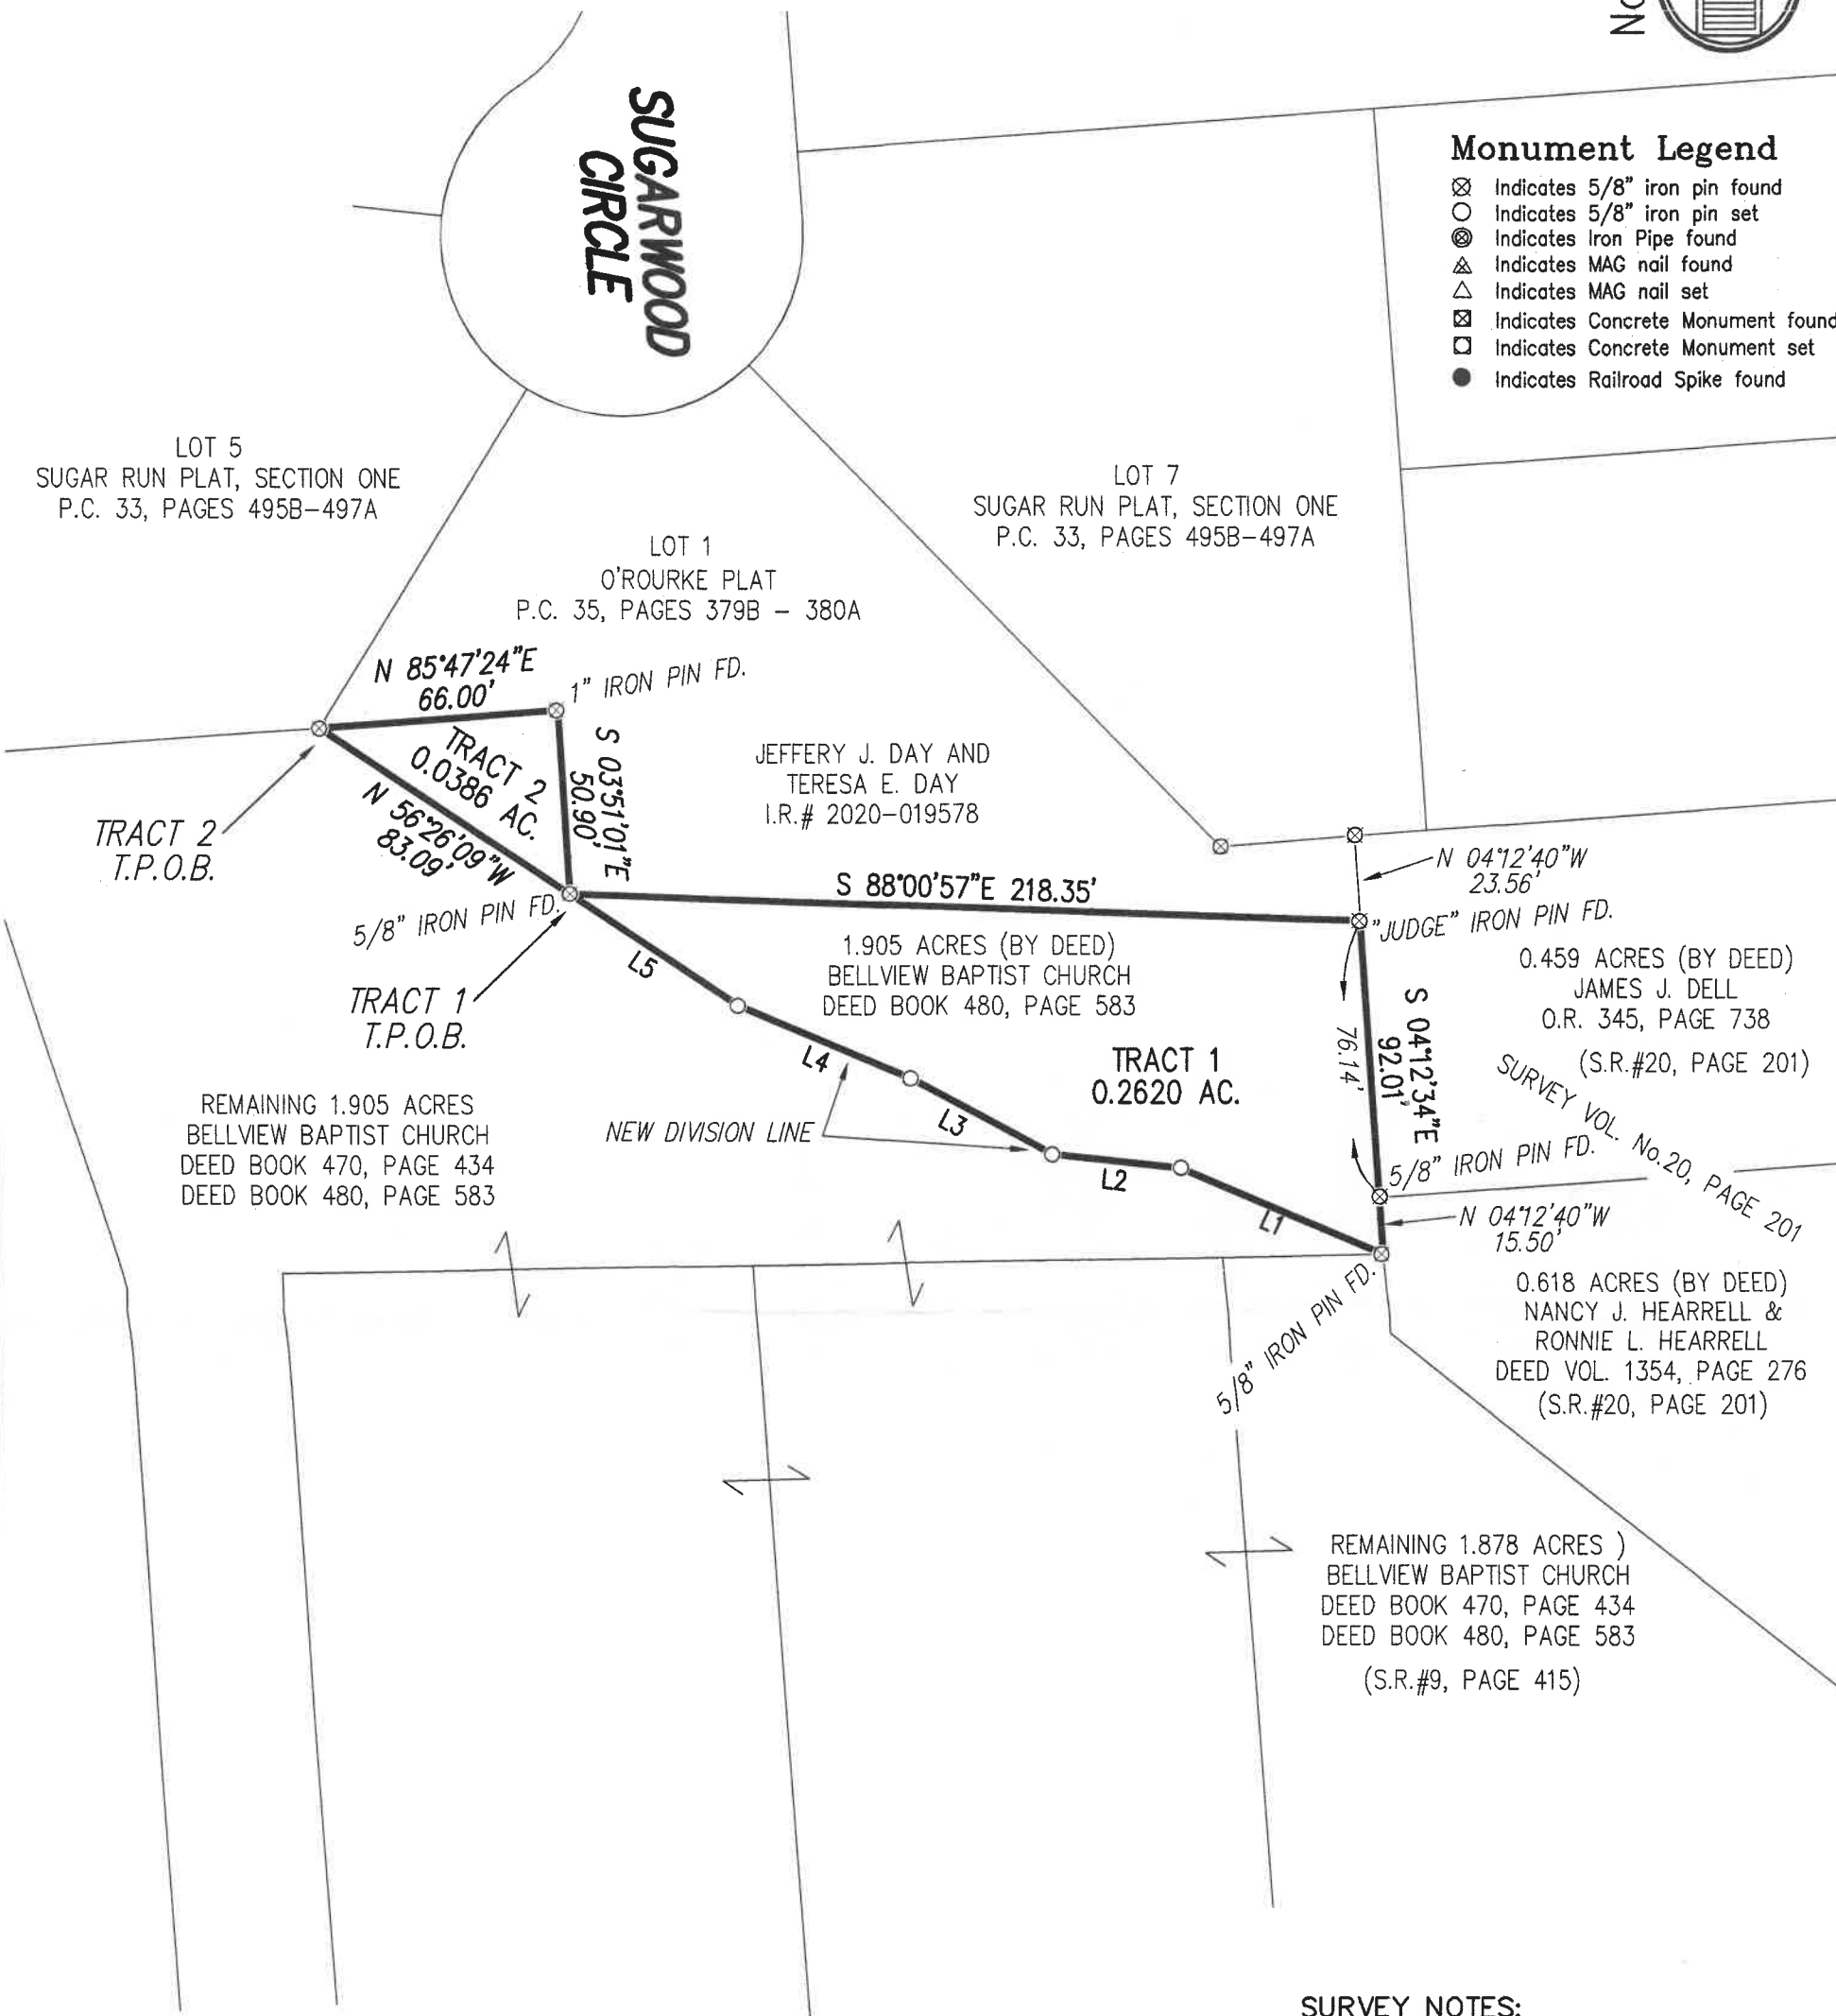 No
SUGARWOOD
CIRCLE
Monument Legend
Indicates 5/8" iron pin found
Indicates 5/8" iron pin set
Indicates Iron Pipe found
Indicates MAG nail found
Indicates MAG nail set
Indicates Concrete Monument found
Indicates Concrete Monument set
Indicates Railroad Spike found
LOT 5
SUGAR RUN PLAT, SECTION ONE
P.C. 33, PAGES 495B-497A
LOT 7
SUGAR RUN PLAT, SECTION ONE
P.C. 33, PAGES 495B-497A
LOT 1
O'ROURKE PLAT
P.C. 35, PAGES 379B - 380A
N 85°47'24"E
66.00'
1" IRON PIN FD.
TRACT 2
0.0386 AC.
S 03°51'01"E
50.90'
N 56°26'09"W
83.09'
JEFFERY J. DAY AND
TERESA E. DAY
I.R.# 2020-019578
TRACT 2
T.P.O.B.
N 04°12'40"W
23.56'
S 88°00'57"E 218.35'
"JUDGE" IRON PIN FD.
5/8" IRON PIN FD.
TRACT 1
T.P.O.B.
L5
1.905 ACRES (BY DEED)
BELLVIEW BAPTIST CHURCH
DEED BOOK 480, PAGE 583
0.459 ACRES (BY DEED)
JAMES J. DELL
O.R. 345, PAGE 738
(S.R.#20, PAGE 201)
S 04°12'34"E
92.01'
76.14'
SURVEY VOL. No.20, PAGE 201
L4
TRACT 1
0.2620 AC.
REMAINING 1.905 ACRES
BELLVIEW BAPTIST CHURCH
DEED BOOK 470, PAGE 434
DEED BOOK 480, PAGE 583
NEW DIVISION LINE
L3
L2
L1
5/8" IRON PIN FD.
N 04°12'40"W
15.50'
5/8" IRON PIN FD.
0.618 ACRES (BY DEED)
NANCY J. HEARRELL &
RONNIE L. HEARRELL
DEED VOL. 1354, PAGE 276
(S.R.#20, PAGE 201)
REMAINING 1.878 ACRES )
BELLVIEW BAPTIST CHURCH
DEED BOOK 470, PAGE 434
DEED BOOK 480, PAGE 583
(S.R.#9, PAGE 415)
SURVEY NOTES: